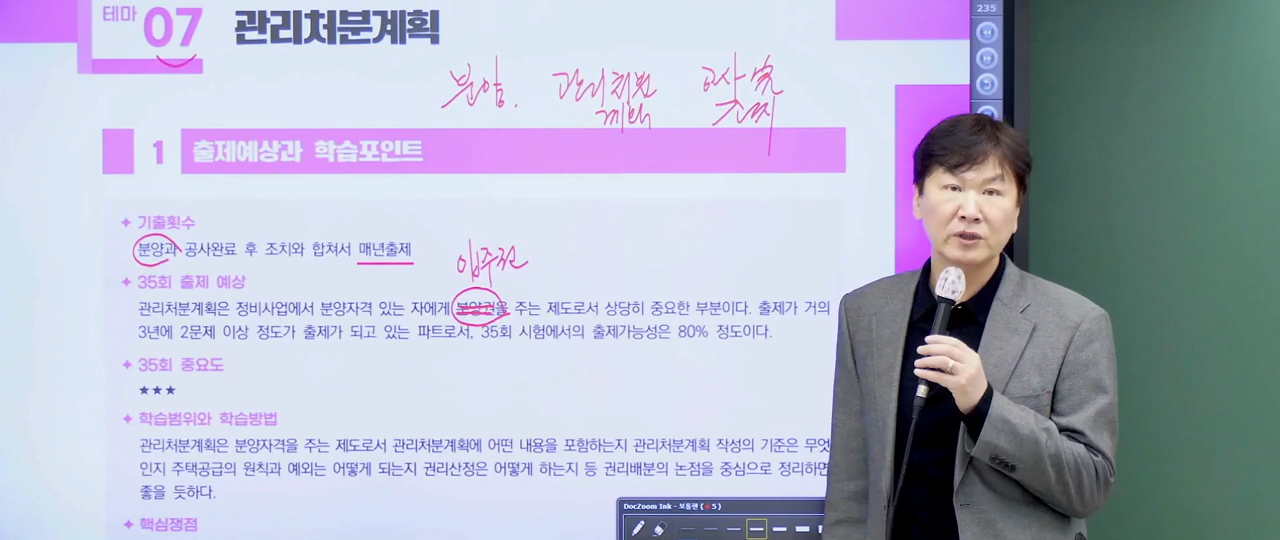 235
테마 07 관리처분계획
분양. 관리처분 공사 完
계획
1 출제예상과 학습포인트
기출횟수
분양과 공사완료 후 조치와 합쳐서 매년출제
입주권
35회 출제 예상
관리처분계획은 정비사업에서 분양자격 있는 자에게 분양권을 주는 제도로서 상당히 중요한 부분이다. 출제가 거의
3년에 2문제 이상 정도가 출제가 되고 있는 파트로서, 35회 시험에서의 출제가능성은 80% 정도이다.
35회 중요도
★★★
학습범위와 학습방법
관리처분계획은 분양자격을 주는 제도로서 관리처분계획에 어떤 내용을 포함하는지 관리처분계획 작성의 기준은 무엇
인지 주택공급의 원칙과 예외는 어떻게 되는지 권리산정은 어떻게 하는지 등 권리배분의 논점을 중심으로 정리하면
좋을 듯하다.
핵심쟁점
DocZoom Ink - 보통펜 ( 5 )